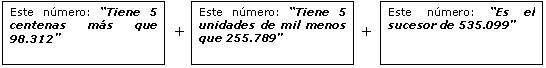 Este número: “Tiene 5
centenas más que
98.312”
+
Este número: “Tiene 5
unidades de mil menos
que 255.789”
+
Este número: “Es el
sucesor de 535.099”